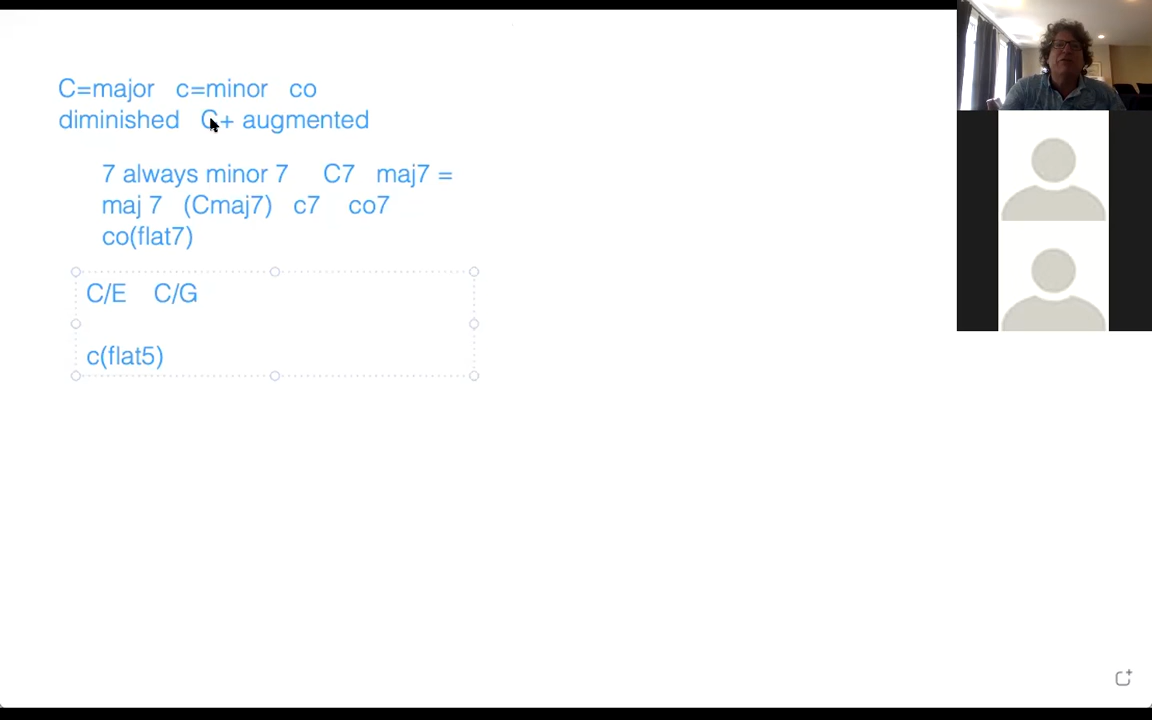 C=major c=minor co
diminished C+ augmented
7 always minor 7 C7 maj7 =
maj 7 (Cmaj7) c7 co7
co(flat7)
C/E C/G
c(flat5)